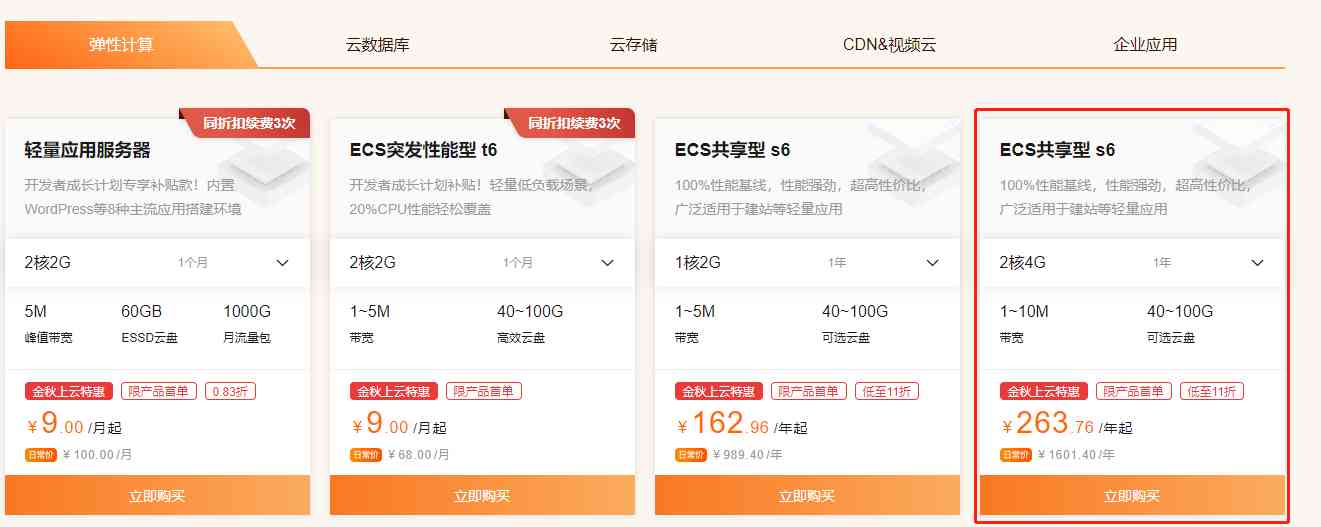 弹性计算 云数据库 云存储 CDN&视频云 企业应用
同折扣续费3次
轻量应用服务器
开发者成长计划专享补贴款！内置
WordPress等8种主流应用搭建环境
2核2G 1个月
5M 60GB 1000G
峰值带宽 ESSD云盘 月流量包
金秋上云特惠 限产品首单 0.83折
¥9.00 /月起
日常价 ¥100.00/月
立即购买
同折扣续费3次
ECS突发性能型 t6
开发者成长计划补贴！轻量低负载场景，
20%CPU性能轻松覆盖
2核2G 1个月
1~5M 40~100G
带宽 高效云盘
金秋上云特惠 限产品首单
¥9.00 /月起
日常价 ¥68.00/月
立即购买
ECS共享型 s6
100%性能基线，性能强劲，超高性价比，
广泛适用于建站等轻量应用
1核2G 1年
1~5M 40~100G
带宽 可选云盘
金秋上云特惠 限产品首单 低至11折
¥162.96 /年起
日常价 ¥989.40/年
立即购买
ECS共享型 s6
100%性能基线，性能强劲，超高性价比，
广泛适用于建站等轻量应用
2核4G 1年
1~10M 40~100G
带宽 可选云盘
金秋上云特惠 限产品首单 低至11折
¥263.76 /年起
日常价 ¥1601.40/年
立即购买